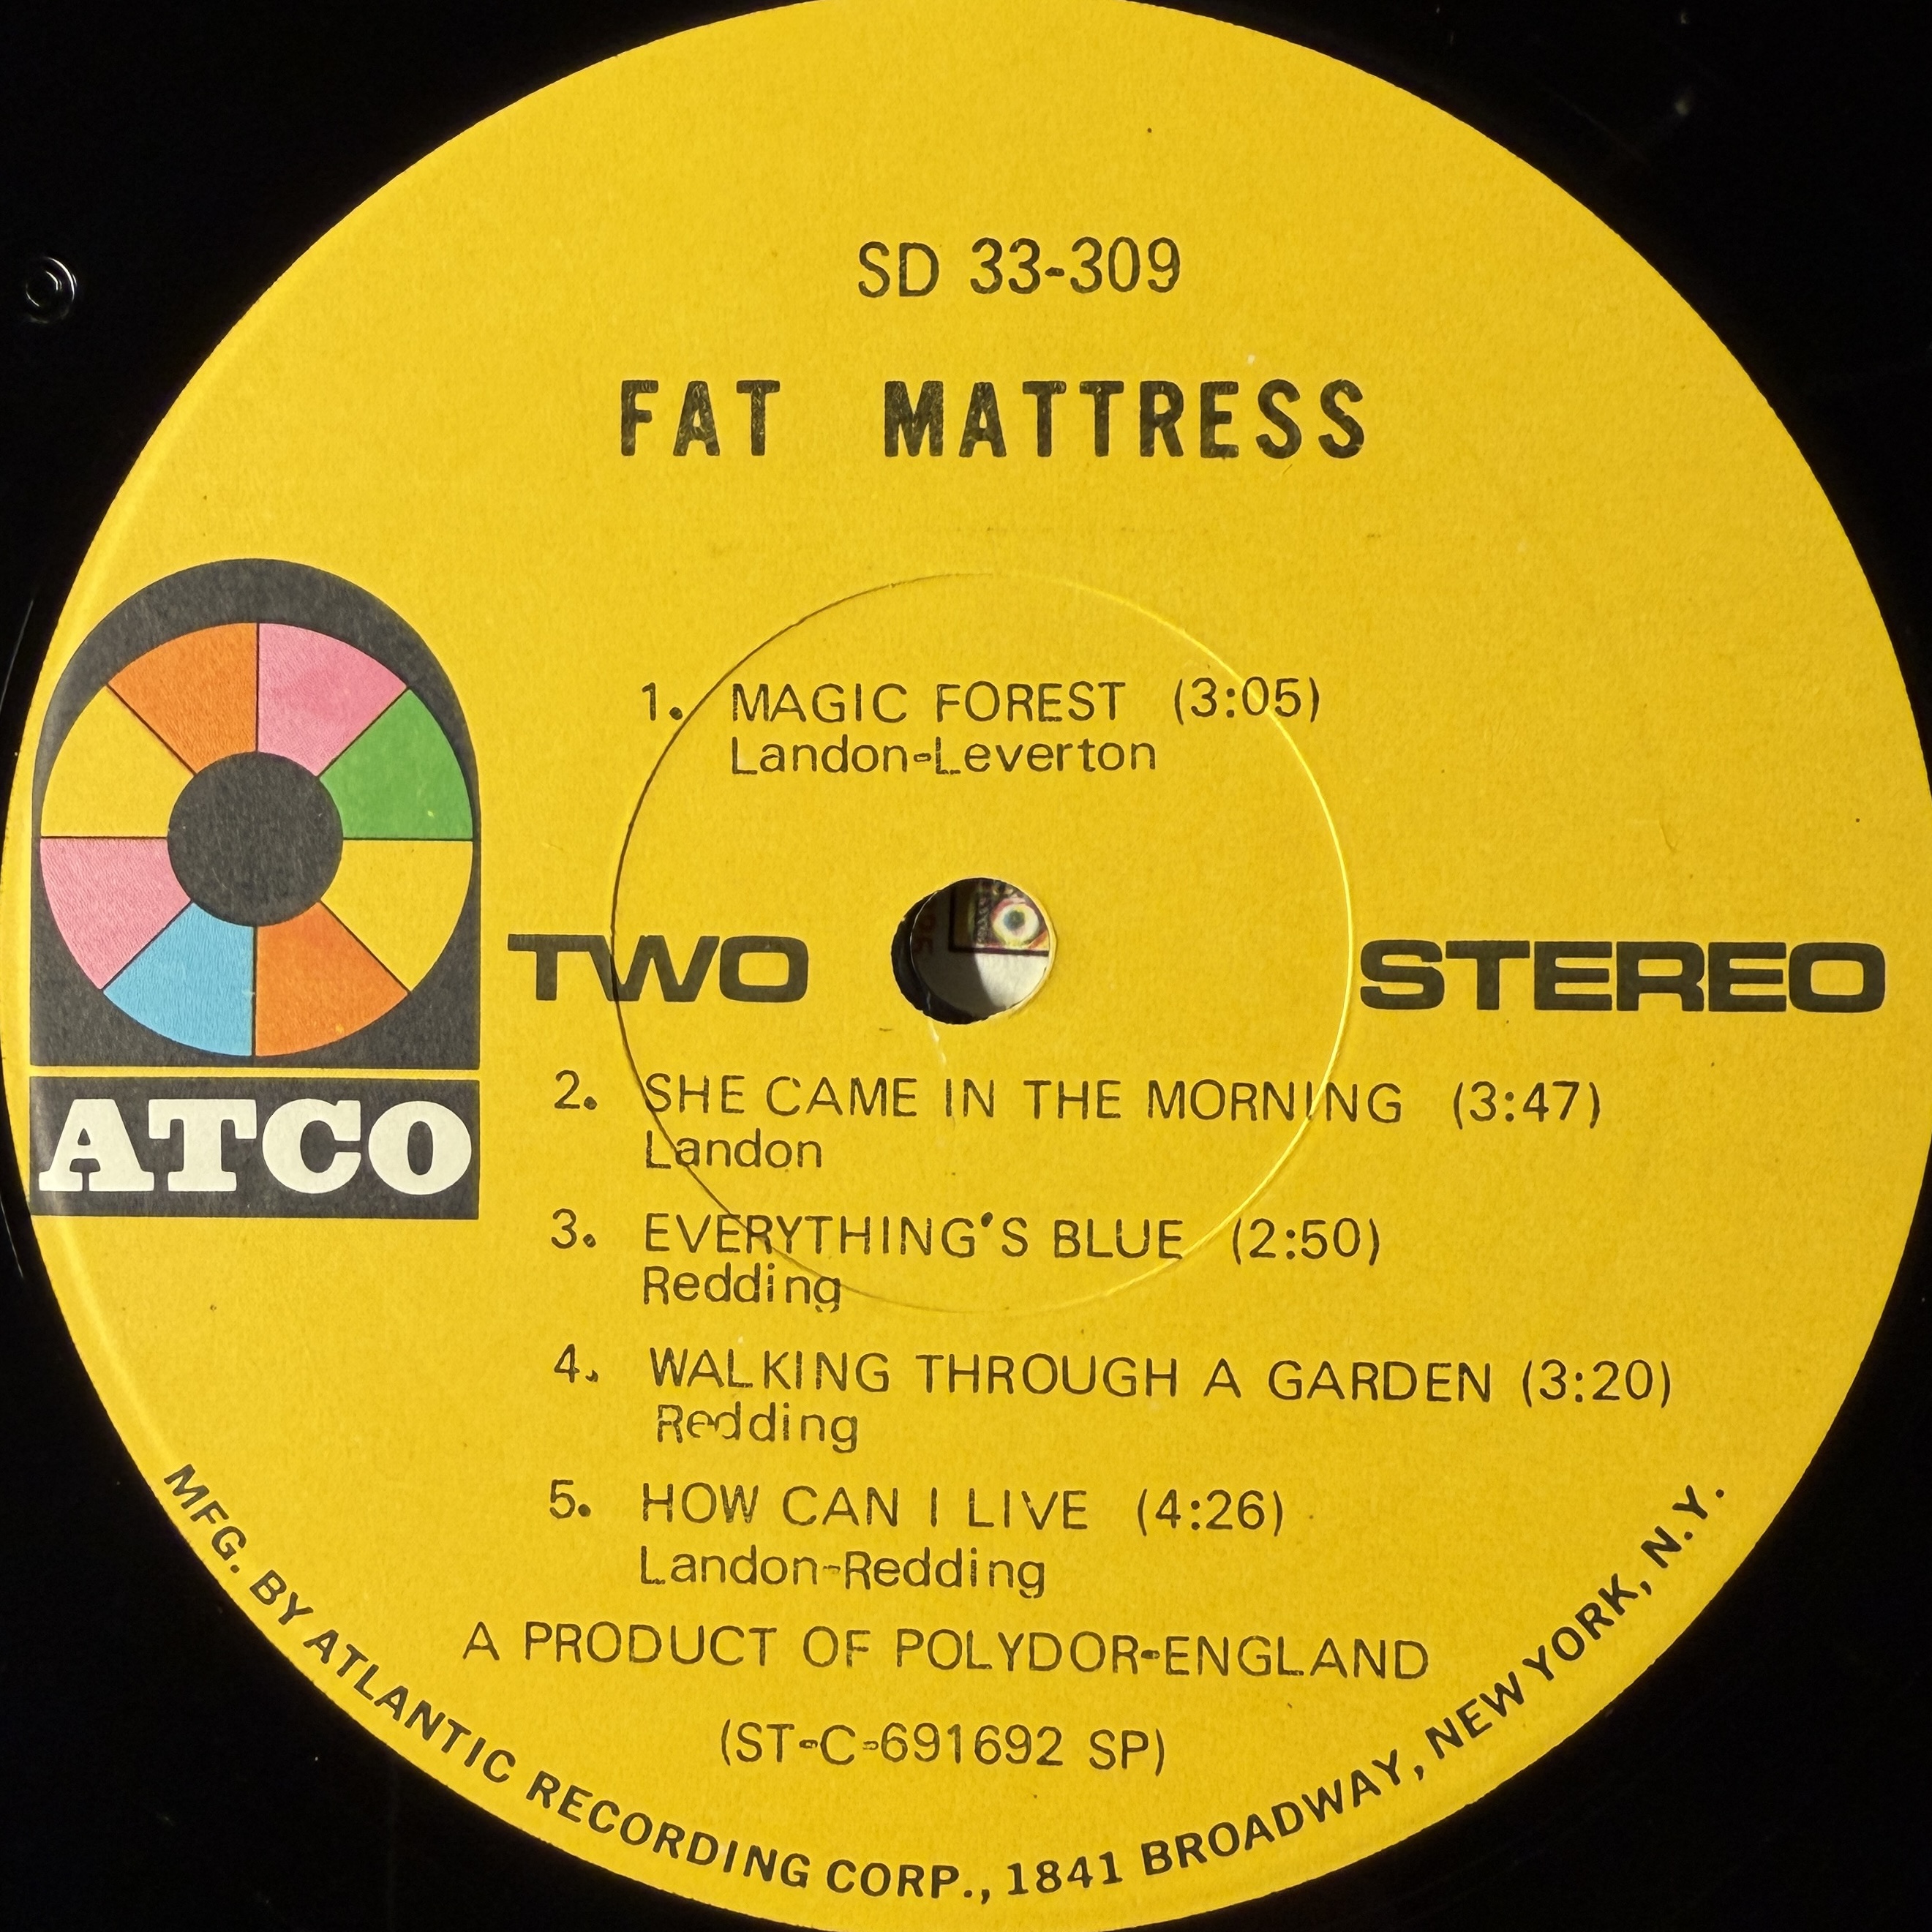 SD 33-309
FAT MATTRESS
1. MAGIC FOREST (3:05)
Landon-Leverton
TWO STEREO
ATCO
2. SHE CAME IN THE MORNING (3:47)
Landon
3. EVERYTHING'S BLUE (2:50)
Redding
4. WALKING THROUGH A GARDEN (3:20)
Redding
5. HOW CAN I LIVE (4:26)
Landon-Redding
A PRODUCT OF POLYDOR-ENGLAND
(ST-C-691692 SP)
MFG. BY ATLANTIC RECORDING CORP., 1841 BROADWAY, NEW YORK, N.Y.